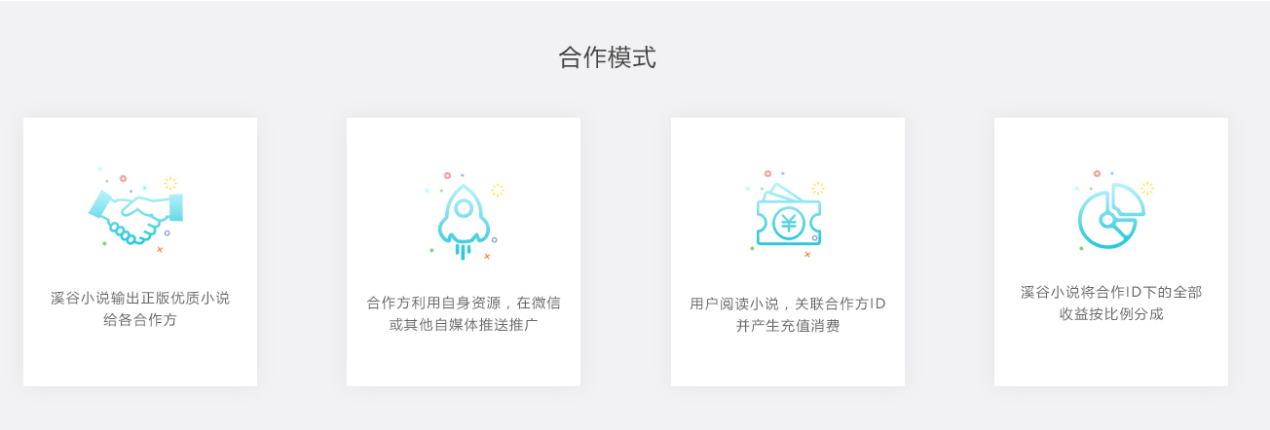 合作模式
溪谷小说输出正版优质小说
给各合作方
合作方利用自身资源，在微信
或其他自媒体推送推广
用户阅读小说，关联合作方ID
并产生充值消费
溪谷小说将合作ID下的全部
收益按比例分成
¥